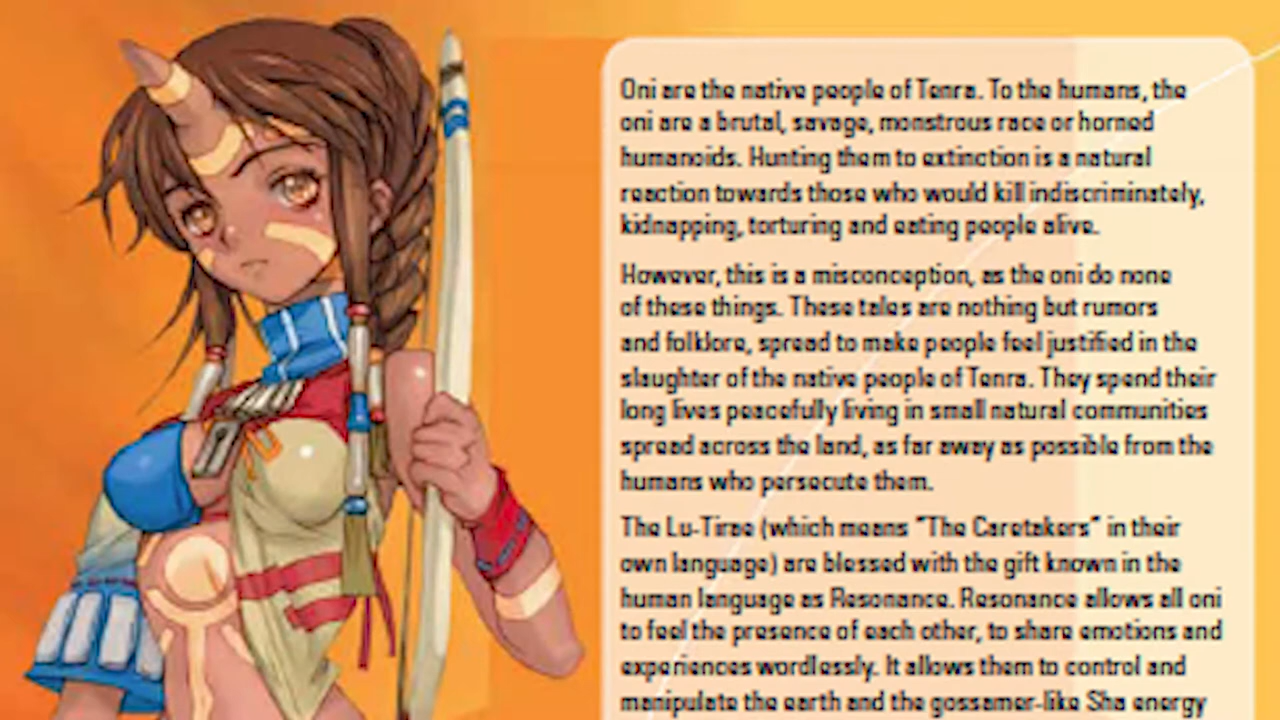 Oni are the native people of Tenra. To the humans, the
oni are a brutal, savage, monstrous race or horned
humanoids. Hunting them to extinction is a natural
reaction towards those who would kill indiscriminately,
kidnapping, torturing and eating people alive.
However, this is a misconception, as the oni do none
of these things. These tales are nothing but rumors
and folklore, spread to make people feel justified in the
slaughter of the native people of Tenra. They spend their
long lives peacefully living in small natural communities
spread across the land, as far away as possible from the
humans who persecute them.
The Lu-Tirae (which means "The Caretakers" in their
own language) are blessed with the gift known in the
human language as Resonance. Resonance allows all oni
to feel the presence of each other, to share emotions and
experiences wordlessly. It allows them to control and
manipulate the earth and the gossamer-like Sha energy